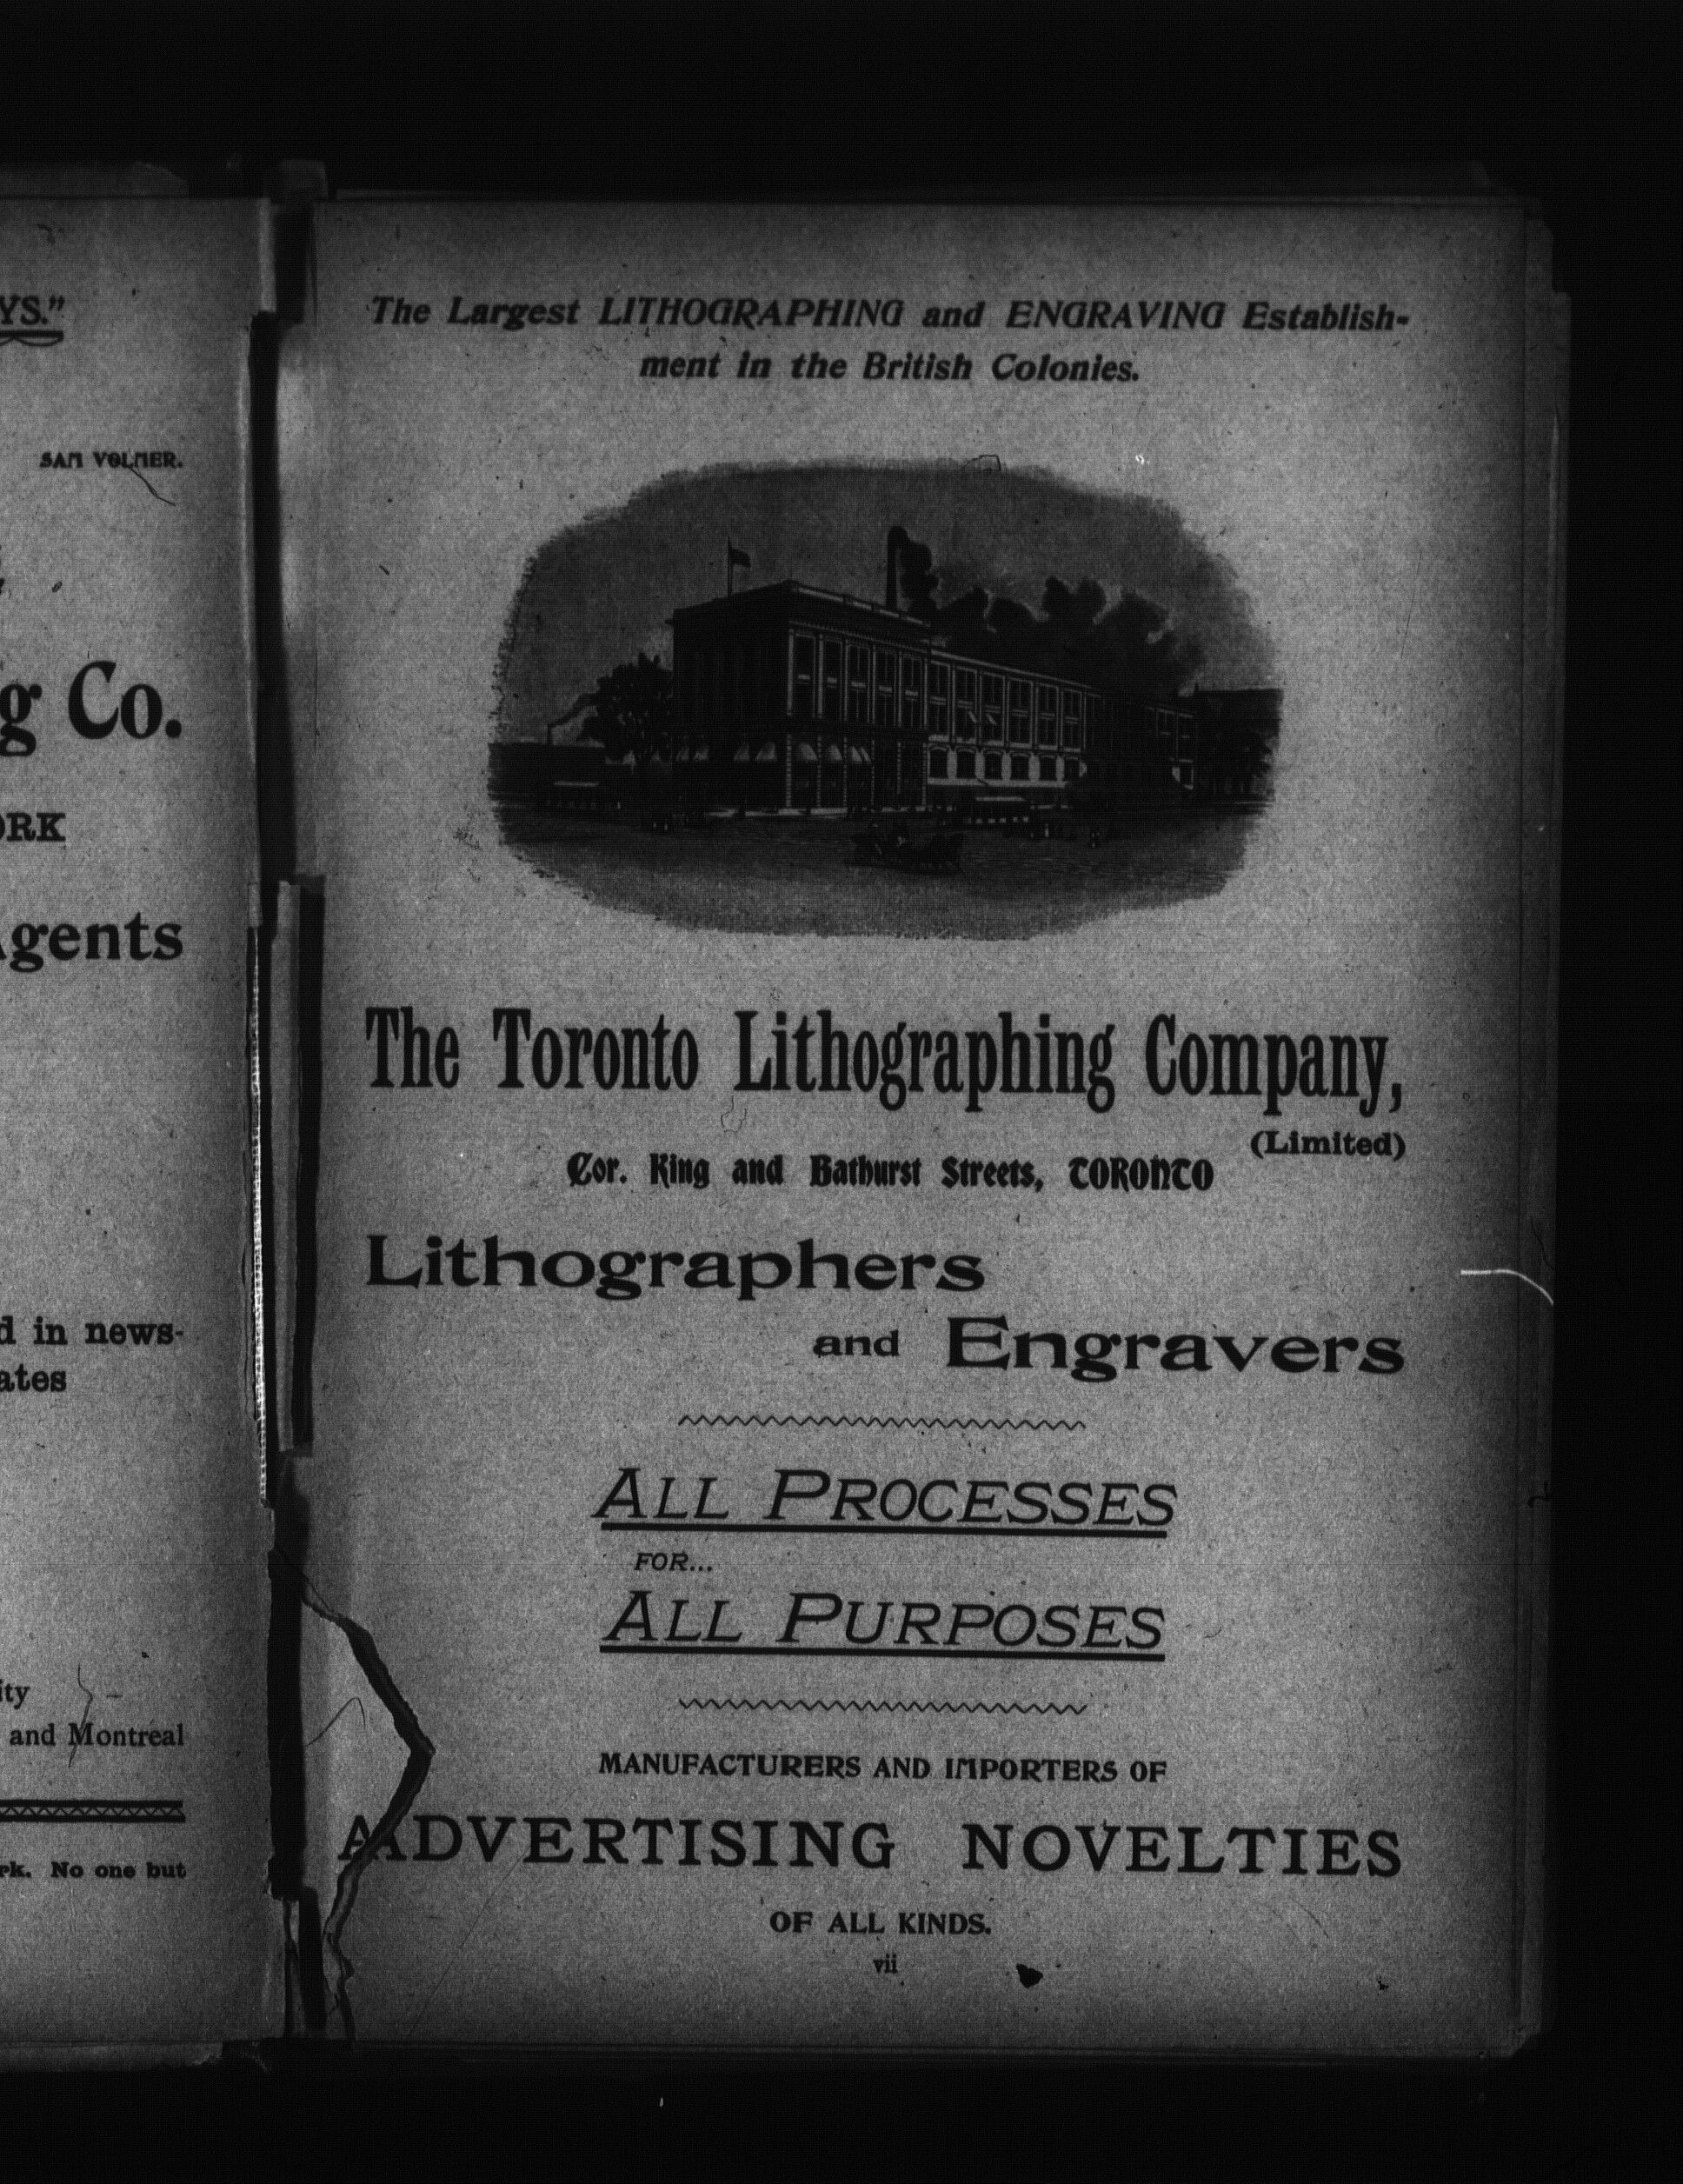 YS."
SAM VOLMER.
g Co.
ORK
Agents
d in news-
ates
ity
and Montreal
rk. No one but
The Largest LITHOGRAPHING and ENGRAVING Establish-
ment in the British Colonies.
The Toronto Lithographing Company,
(Limited)
Cor. King and Bathurst Streets, TORONTO
Lithographers
and Engravers
ALL PROCESSES
FOR...
ALL PURPOSES
MANUFACTURERS AND IMPORTERS OF
ADVERTISING NOVELTIES
OF ALL KINDS.
vii